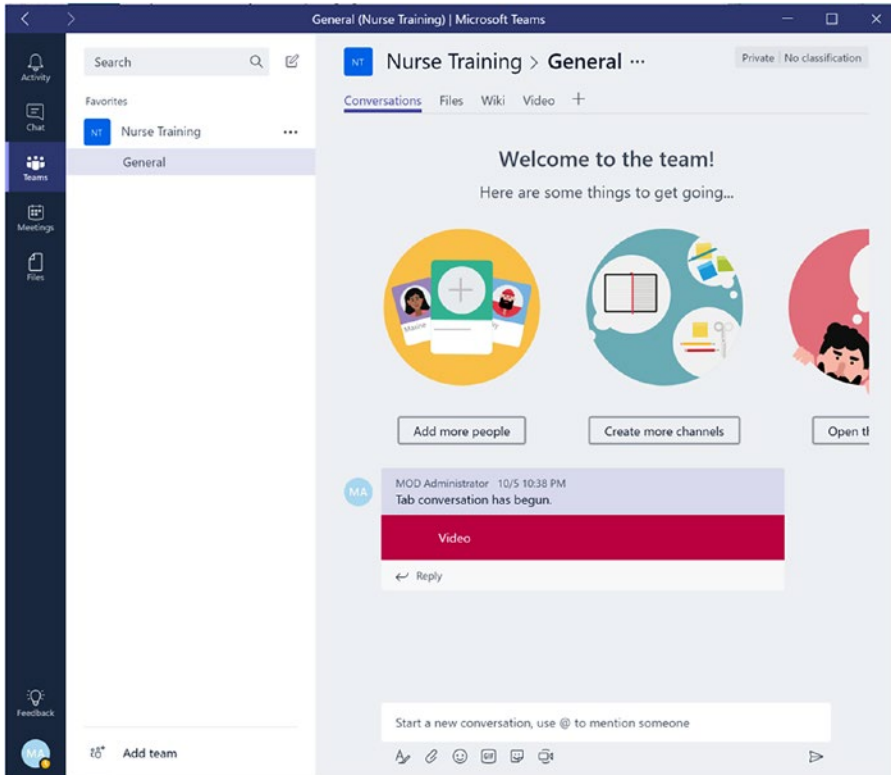 General (Nurse Training) | Microsoft Teams
Activity
Chat
Teams
Meetings
Files
Feedback
MA
Search
Favorites
NT Nurse Training ...
General
Add team
NT Nurse Training > General ...
Private | No classification
Conversations Files Wiki Video +
Welcome to the team!
Here are some things to get going...
Maxine
Add more people
Create more channels
Open th
MA
MOD Administrator 10/5 10:38 PM
Tab conversation has begun.
Video
Reply
Start a new conversation, use @ to mention someone
GIF